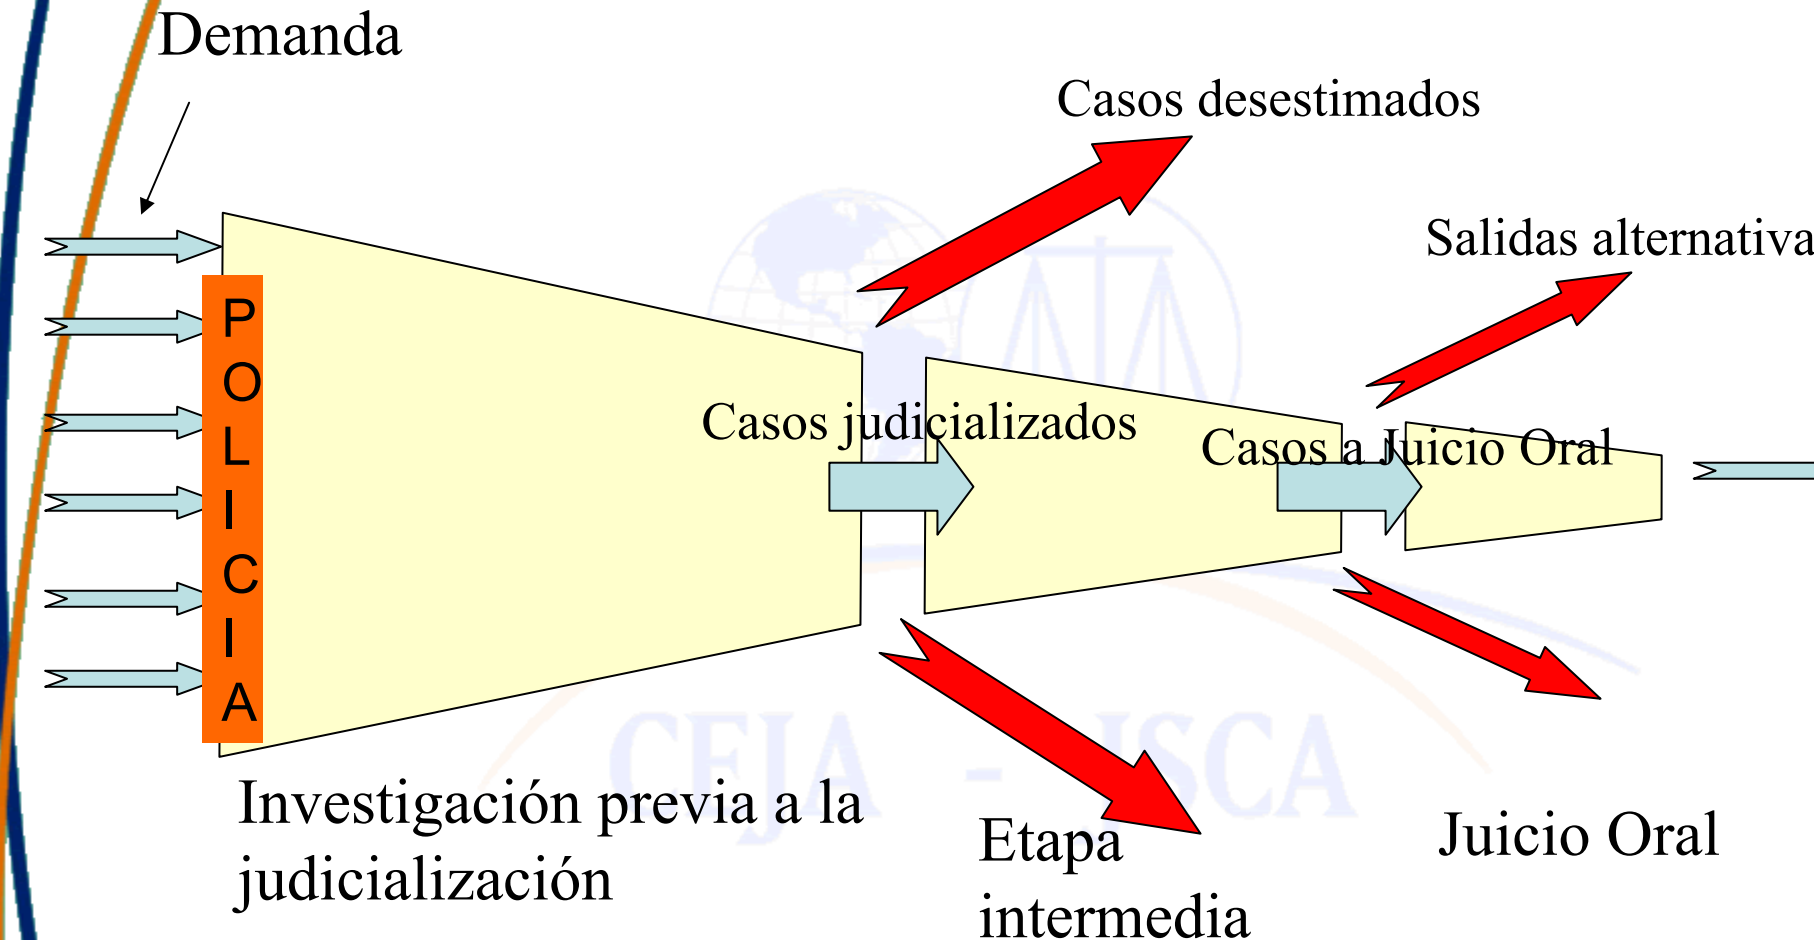 Demanda
Casos desestimados
Salidas alternativa
P
O
L
I
C
I
A
Casos judicializados
Casos a Juicio Oral
CEJA - JSCA
Investigación previa a la
judicialización
Etapa
intermedia
Juicio Oral